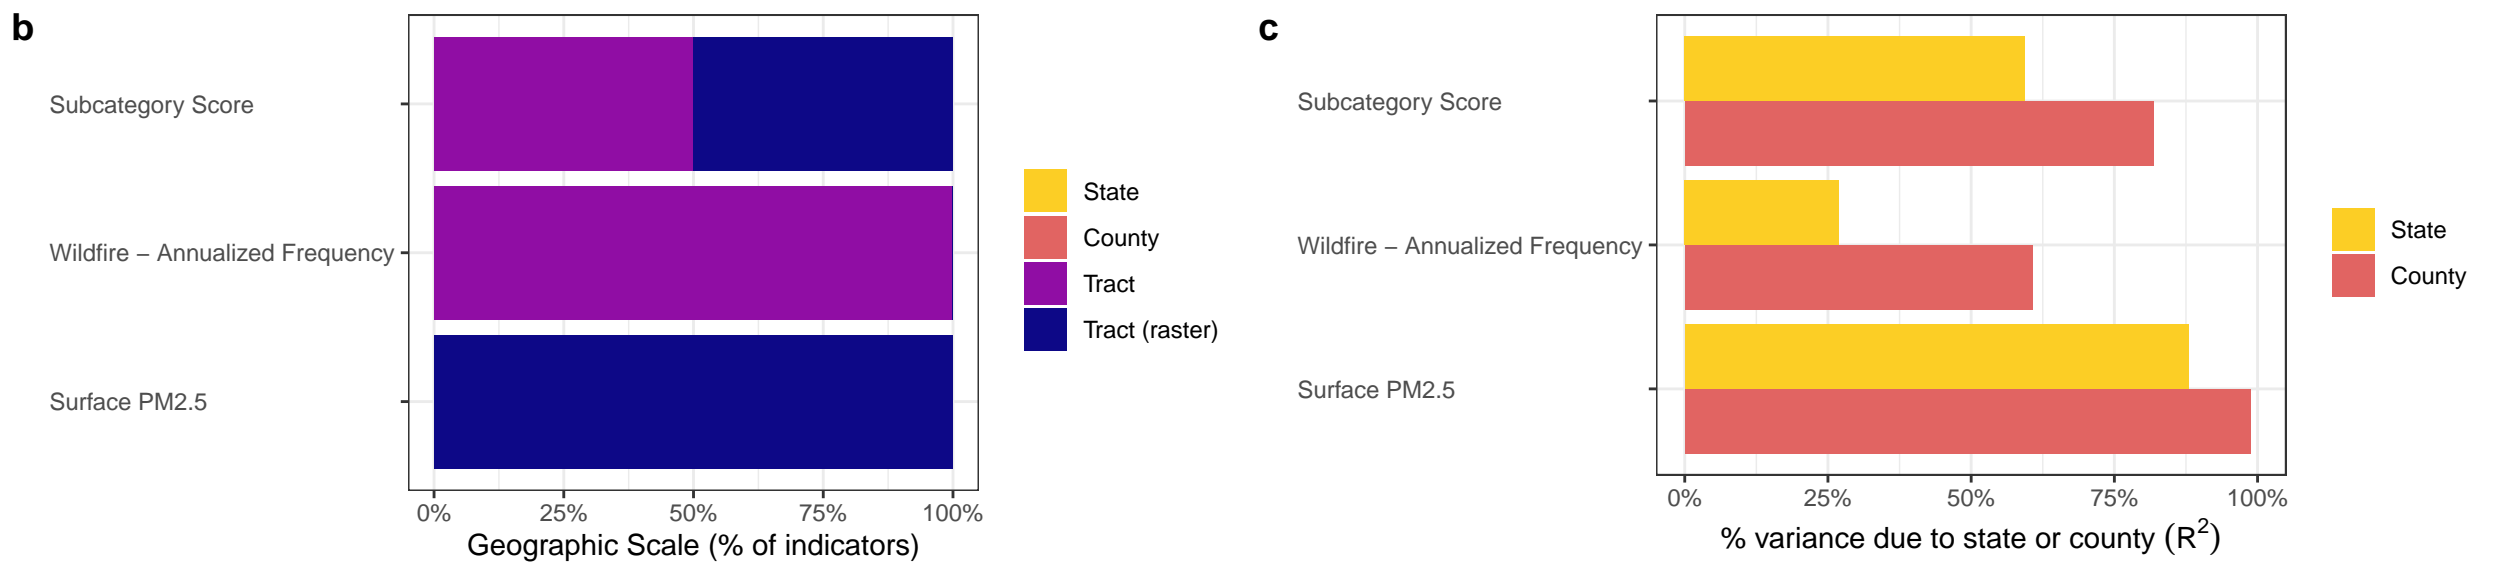 b
Subcategory Score
Wildfire − Annualized Frequency
Surface PM2.5
0% 25% 50% 75% 100%
Geographic Scale (% of indicators)
State
County
Tract
Tract (raster)
c
Subcategory Score
Wildfire − Annualized Frequency
Surface PM2.5
0% 25% 50% 75% 100%
% variance due to state or county (R²)
State
County